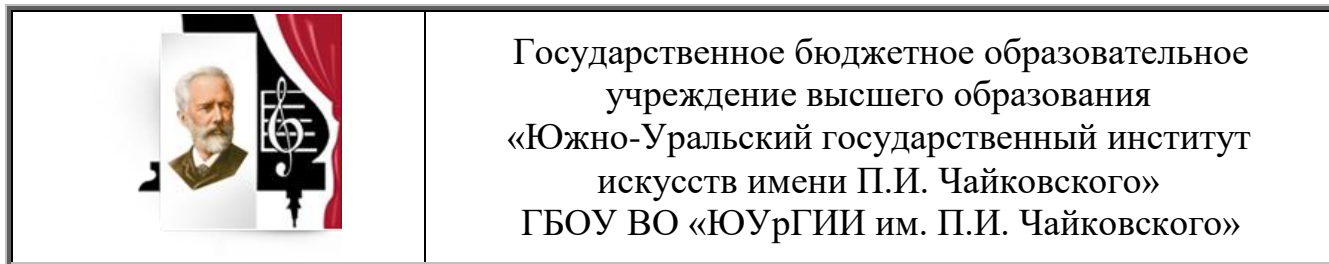 Государственное бюджетное образовательное
учреждение высшего образования
«Южно-Уральский государственный институт
искусств имени П.И. Чайковского»
ГБОУ ВО «ЮУрГИИ им. П.И. Чайковского»